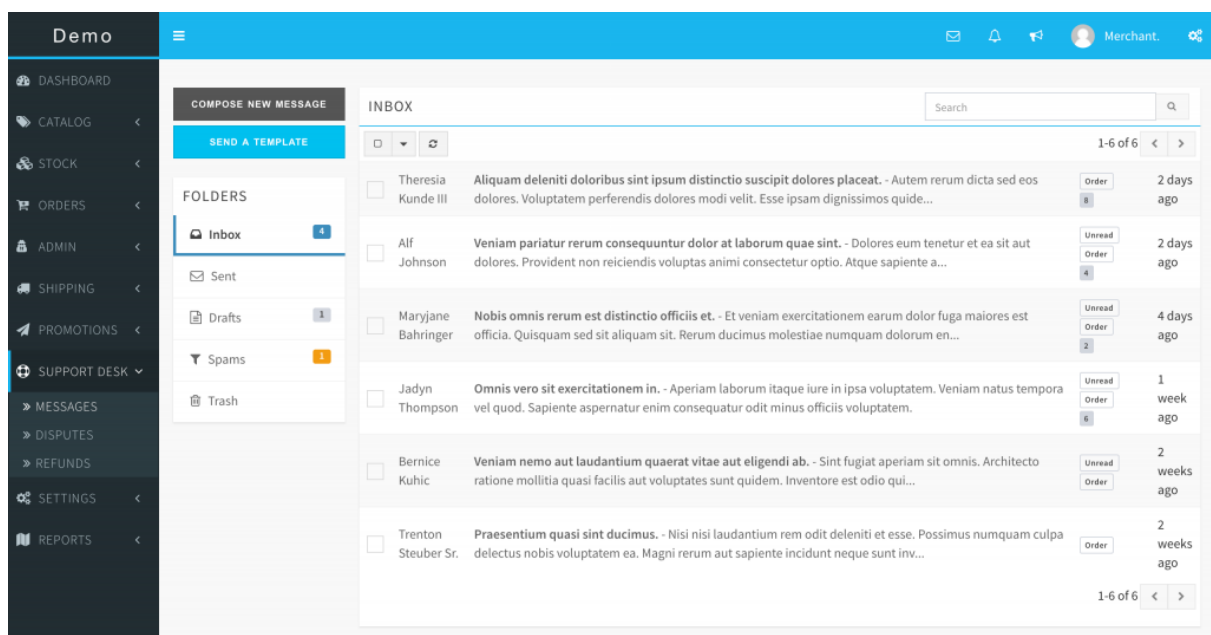 Demo
Merchant.
DASHBOARD
CATALOG
STOCK
ORDERS
ADMIN
SHIPPING
PROMOTIONS
SUPPORT DESK
MESSAGES
DISPUTES
REFUNDS
SETTINGS
REPORTS
COMPOSE NEW MESSAGE
SEND A TEMPLATE
FOLDERS
Inbox 4
Sent
Drafts 1
Spams 1
Trash
INBOX
Search
1-6 of 6
Theresia
Kunde III
Aliquam deleniti doloribus sint ipsum distinctio suscipit dolores placeat. - Autem rerum dicta sed eos
dolores. Voluptatem perferendis dolores modi velit. Esse ipsam dignissimos quide...
Order
8
2 days
ago
Alf
Johnson
Veniam pariatur rerum consequuntur dolor at laborum quae sint. - Dolores eum tenetur et ea sit aut
dolores. Provident non reiciendis voluptas animi consectetur optio. Atque sapiente a...
Unread
Order
4
2 days
ago
Maryjane
Bahringer
Nobis omnis rerum est distinctio officiis et. - Et veniam exercitationem earum dolor fuga maiores est
officia. Quisquam sed sit aliquam sit. Rerum ducimus molestiae numquam dolorum en...
Unread
Order
2
4 days
ago
Jadyn
Thompson
Omnis vero sit exercitationem in. - Aperiam laborum itaque iure in ipsa voluptatem. Veniam natus tempora
vel quod. Sapiente aspernatur enim consequatur odit minus officiis voluptatem.
Unread
Order
6
1
week
ago
Bernice
Kuhic
Veniam nemo aut laudantium quaerat vitae aut eligendi ab. - Sint fugiat aperiam sit omnis. Architecto
ratione mollitia quasi facilis aut voluptates sunt quidem. Inventore est odio qui...
Unread
Order
2
weeks
ago
Trenton
Steuber Sr.
Praesentium quasi sint ducimus. - Nisi nisi laudantium rem odit deleniti et esse. Possimus numquam culpa
delectus nobis voluptatem ea. Magni rerum aut sapiente incidunt neque sunt inv...
Order
2
weeks
ago
1-6 of 6